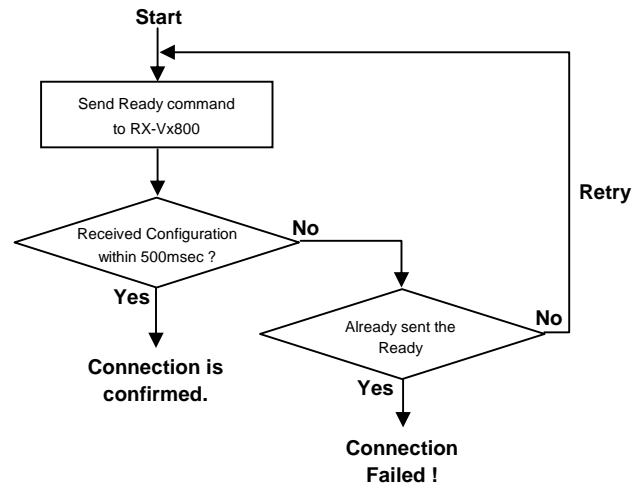 Start
Send Ready command
to RX-Vx800
Retry
Received Configuration
within 500msec ?
No
Yes
Already sent the
Ready
No
Connection is
confirmed.
Yes
Connection
Failed !